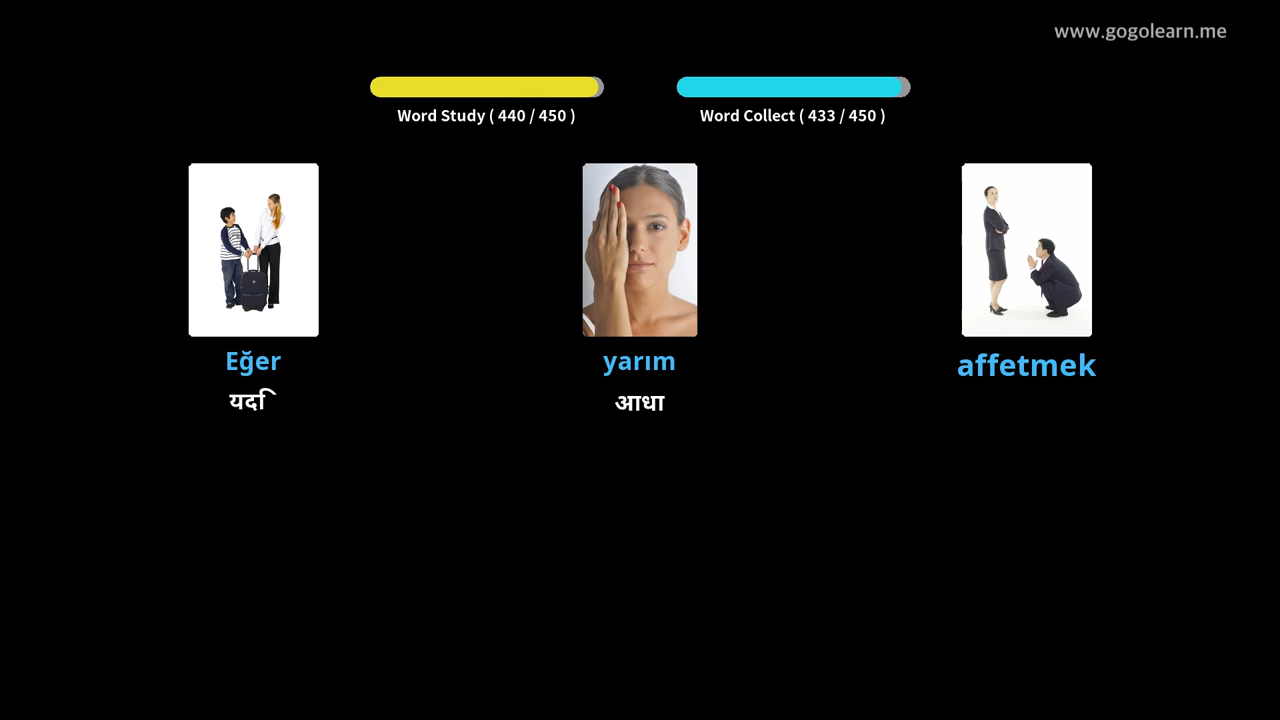 www.gogolearn.me
Word Study ( 440 / 450 )
Word Collect ( 433 / 450 )
Eğer
यदि
yarım
आधा
affetmek